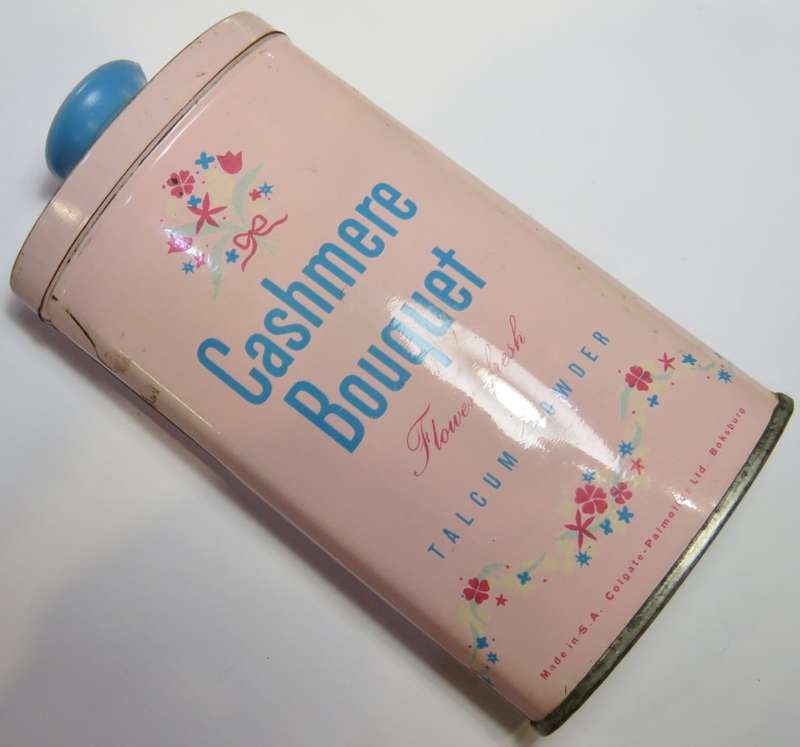 Cashmere
Bouquet
Flower fresh
TALCUM POWDER
Made in S.A. Colgate-Palmolive Ltd. Boksburg